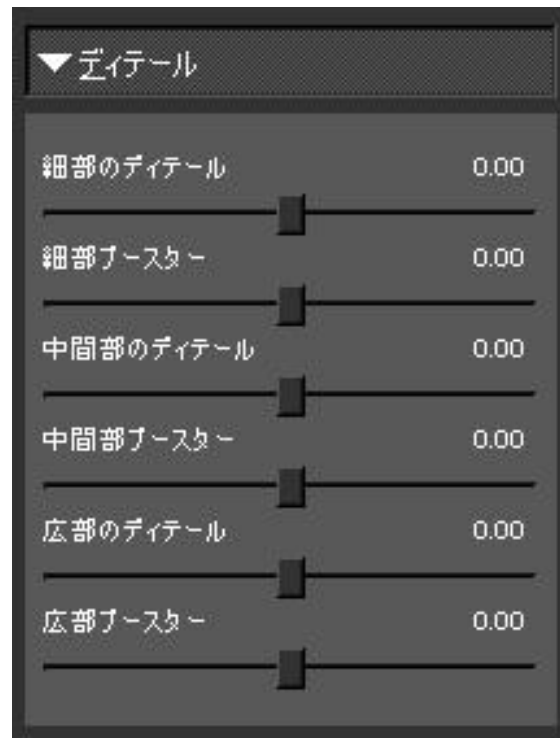 ▼ディテール
細部のディテール 0.00
細部ブースター 0.00
中間部のディテール 0.00
中間部ブースター 0.00
広部のディテール 0.00
広部ブースター 0.00